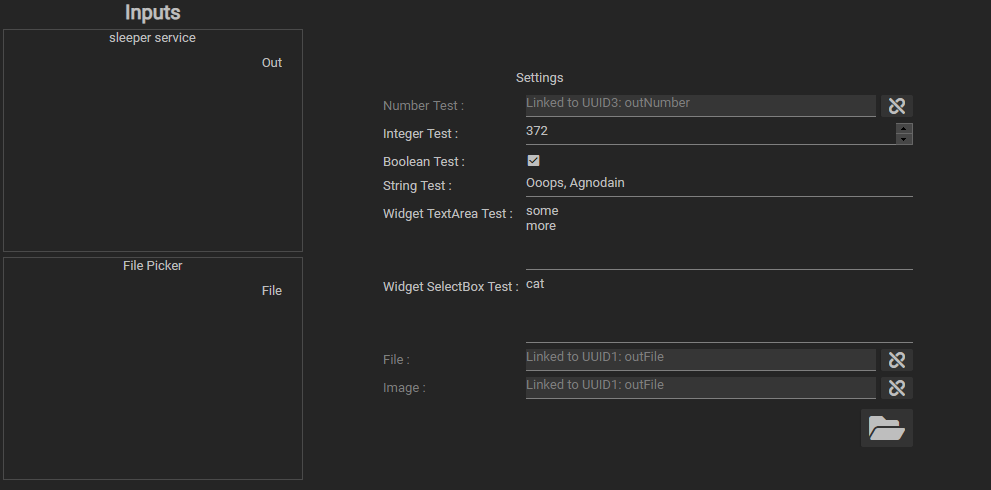 Inputs
sleeper service
Out
File Picker
File
Settings
Number Test :
Linked to UUID3: outNumber
Integer Test :
372
Boolean Test :
String Test :
Ooops, Agnodain
Widget TextArea Test :
some
more
Widget SelectBox Test :
cat
File :
Linked to UUID1: outFile
Image :
Linked to UUID1: outFile